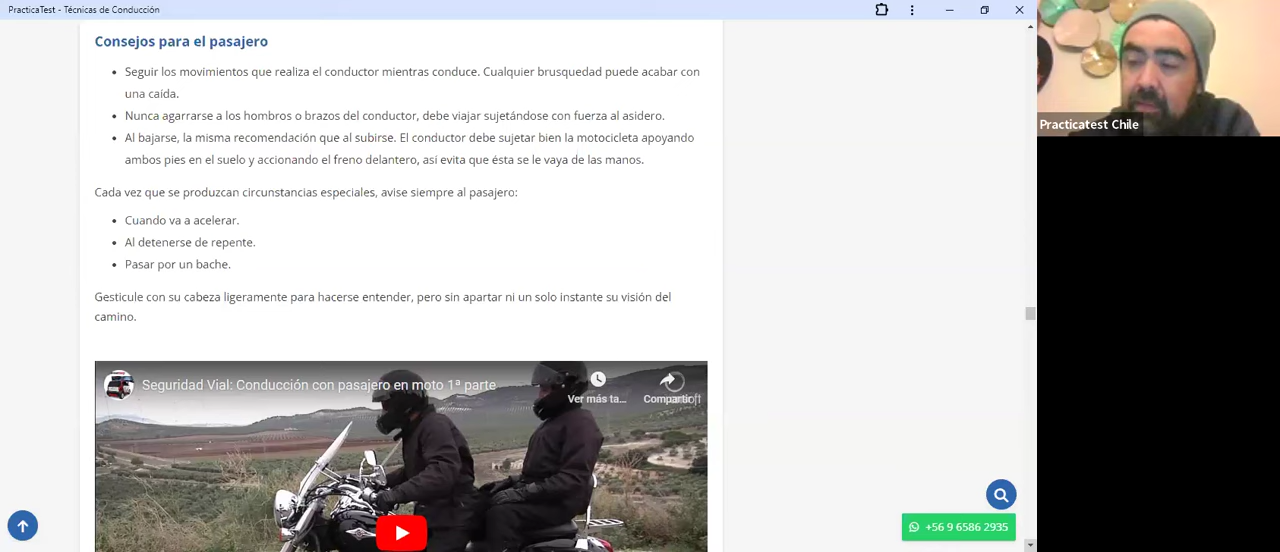 PracticaTest - Técnicas de Conducción
Consejos para el pasajero
Seguir los movimientos que realiza el conductor mientras conduce. Cualquier brusquedad puede acabar con
una caída.
Nunca agarrarse a los hombros o brazos del conductor, debe viajar sujetándose con fuerza al asidero.
Al bajarse, la misma recomendación que al subirse. El conductor debe sujetar bien la motocicleta apoyando
ambos pies en el suelo y accionando el freno delantero, así evita que ésta se le vaya de las manos.
Cada vez que se produzcan circunstancias especiales, avise siempre al pasajero:
Cuando va a acelerar.
Al detenerse de repente.
Pasar por un bache.
Gesticule con su cabeza ligeramente para hacerse entender, pero sin apartar ni un solo instante su visión del
camino.
Seguridad Vial: Conducción con pasajero en moto 1ª parte
Ver más ta...
Compartir
+56 9 6586 2935
Practicatest Chile